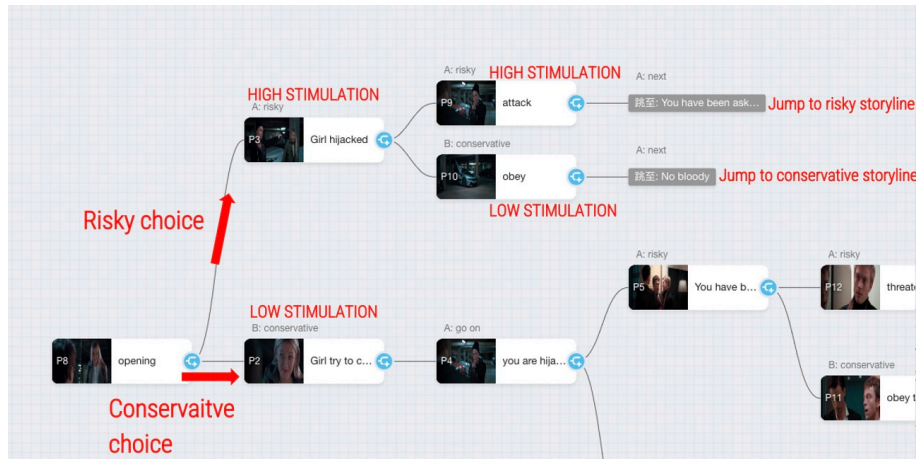 A: risky
HIGH STIMULATION
P9
attack
A: next
跳至: You have been ask...
Jump to risky storyline
HIGH STIMULATION
A: risky
P3
Girl hijacked
B: conservative
P10
obey
LOW STIMULATION
A: next
跳至: No bloody
Jump to conservative storyline
Risky choice
A: risky
P5
You have b...
A: risky
P12
threate
LOW STIMULATION
B: conservative
P8
opening
P2
Girl try to c...
A: go on
P4
you are hija...
B: conservative
P11
obey t
Conservaitve
choice